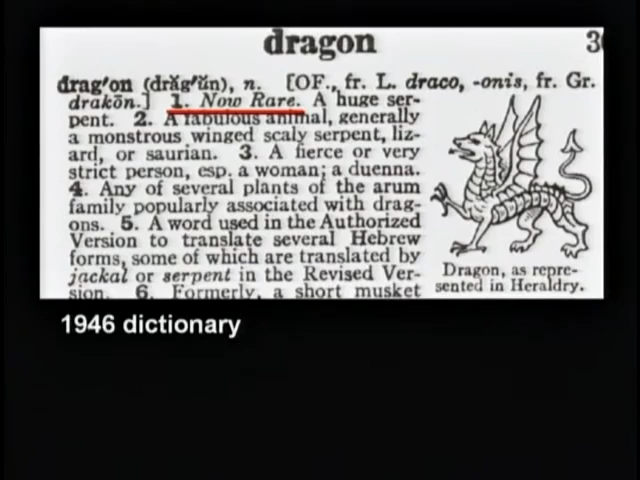 dragon
drag′on (drăg′ŭn), n. [OF., fr. L. draco, -onis, fr. Gr.
drakōn.] 1. Now Rare. A huge ser-
pent. 2. A fabulous animal, generally
a monstrous winged scaly serpent, liz-
ard, or saurian. 3. A fierce or very
strict person, esp. a woman; a duenna.
4. Any of several plants of the arum
family popularly associated with drag-
ons. 5. A word used in the Authorized
Version to translate several Hebrew
forms, some of which are translated by
jackal or serpent in the Revised Ver-
sion. 6. Formerly, a short musket
Dragon, as repre-
sented in Heraldry.
1946 dictionary